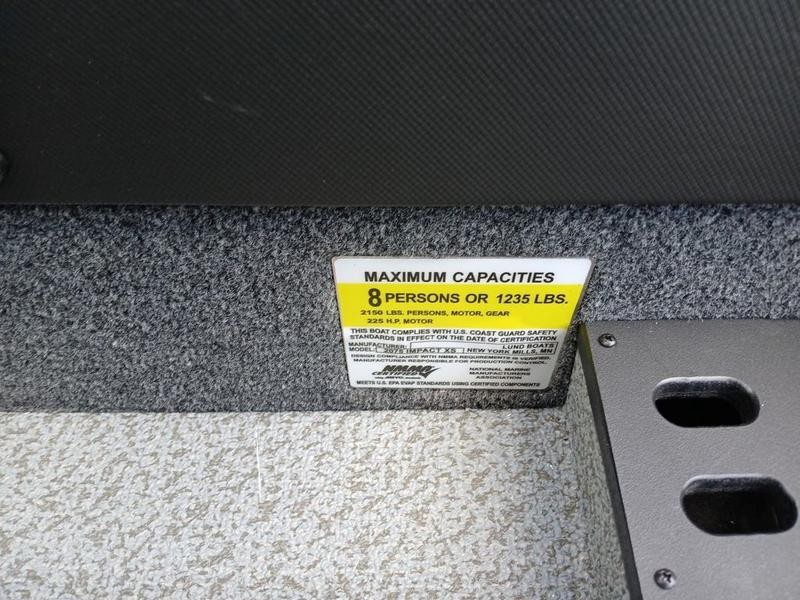 MAXIMUM CAPACITIES
8 PERSONS OR 1235 LBS.
2150 LBS. PERSONS, MOTOR, GEAR
225 H.P. MOTOR
THIS BOAT COMPLIES WITH U.S. COAST GUARD SAFETY
STANDARDS IN EFFECT ON THE DATE OF CERTIFICATION
MANUFACTURER: LUND BOATS
MODEL: 2075 IMPACT XS NEW YORK MILLS, MN
DESIGN COMPLIANCE WITH NMMA REQUIREMENTS IS VERIFIED.
MANUFACTURER RESPONSIBLE FOR PRODUCTION CONTROL.
NMMA
CERTIFIED
NATIONAL MARINE
MANUFACTURERS
ASSOCIATION
MEETS U.S. EPA EVAP STANDARDS USING CERTIFIED COMPONENTS